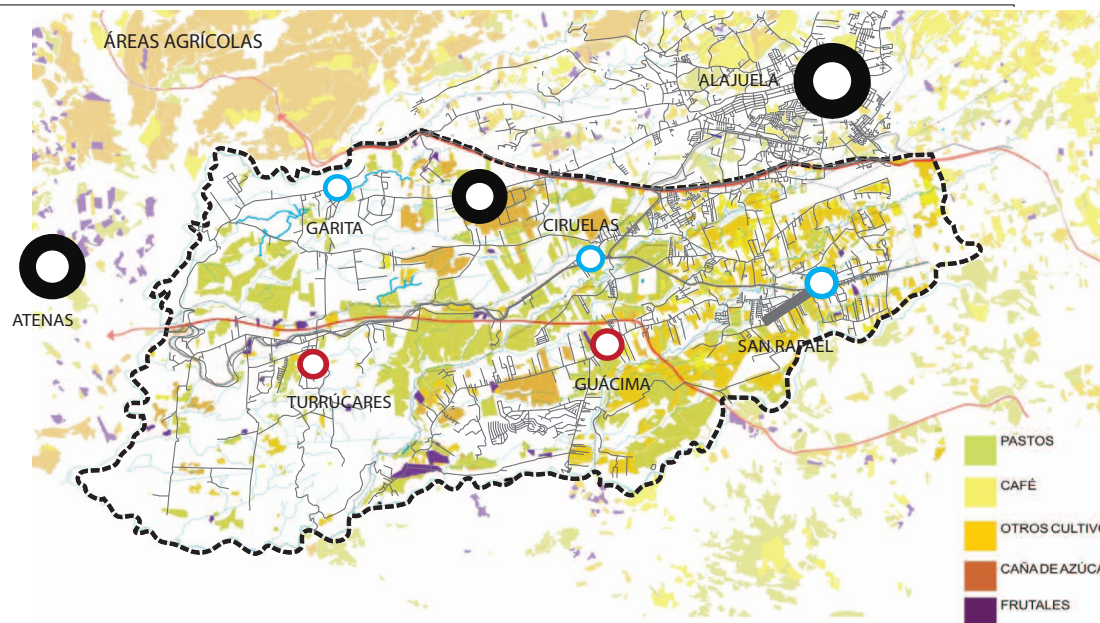 ÁREAS AGRÍCOLAS
ALAJUELA
GARITA
CIRUELAS
ATENAS
SAN RAFAEL
GUÁCIMA
TURRÚCARES
PASTOS
CAFÉ
OTROS CULTIVO
CAÑA DE AZÚCA
FRUTALES